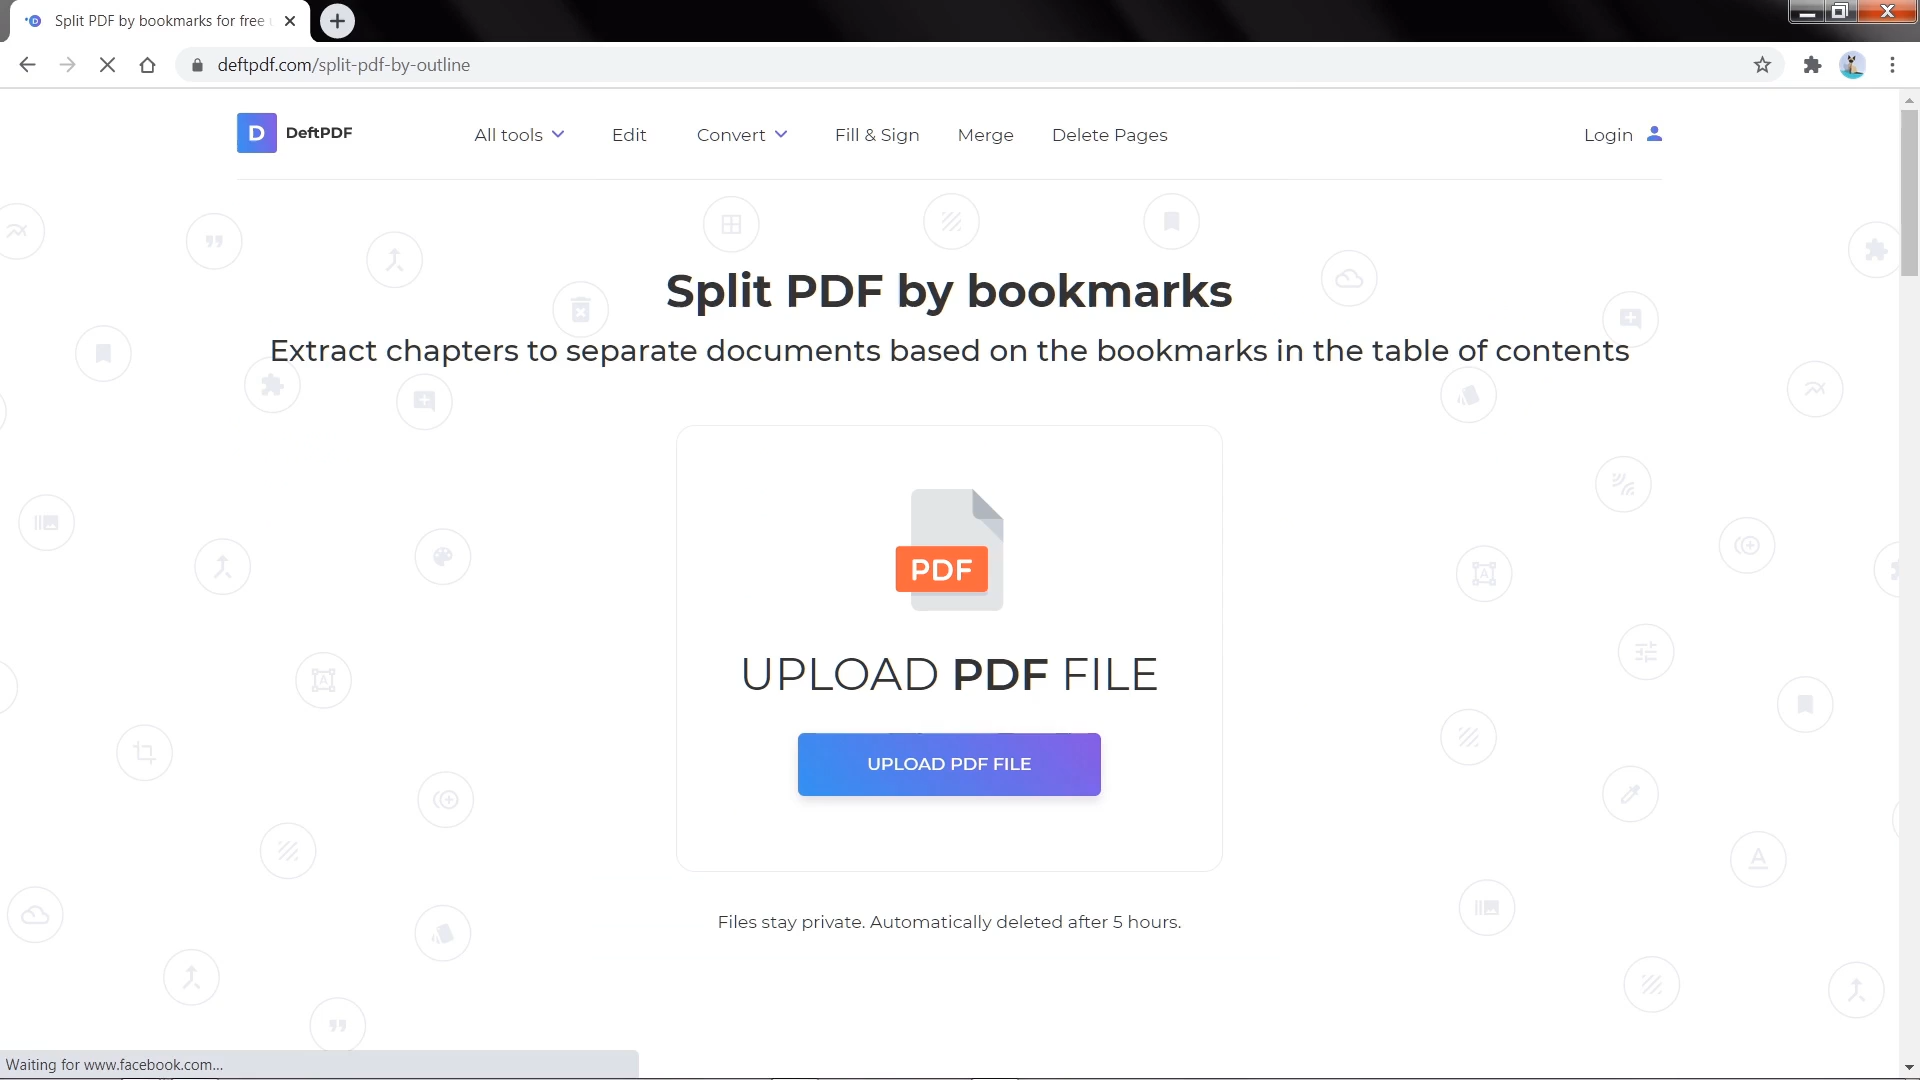 Split PDF by bookmarks for free
deftpdf.com/split-pdf-by-outline
D DeftPDF
All tools
Edit
Convert
Fill & Sign
Merge
Delete Pages
Login
Split PDF by bookmarks
Extract chapters to separate documents based on the bookmarks in the table of contents
PDF
UPLOAD PDF FILE
UPLOAD PDF FILE
Files stay private. Automatically deleted after 5 hours.
Waiting for www.facebook.com...